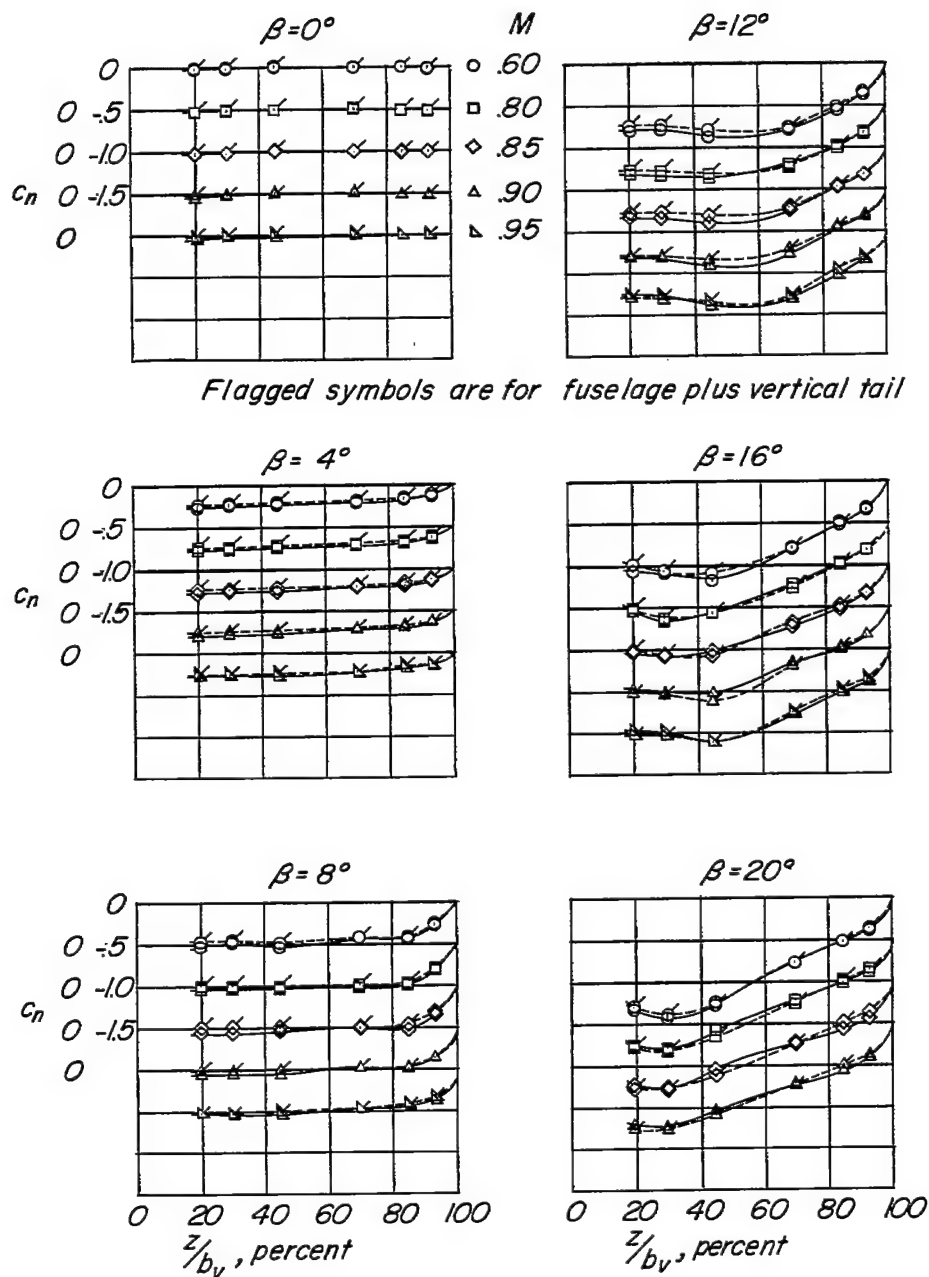 β=0° M β=12°
0 .60
0 -.5 .80
0 -1.0 .85
cn 0 -1.5 .90
0 .95
Flagged symbols are for fuselage plus vertical tail
β= 4° β=16°
0
0 -.5
0 -1.0
cn 0 -1.5
0
β= 8° β=20°
0
0 -.5
0 -1.0
cn 0 -1.5
0
0 20 40 60 80 100 0 20 40 60 80 100
z/bv, percent z/bv, percent